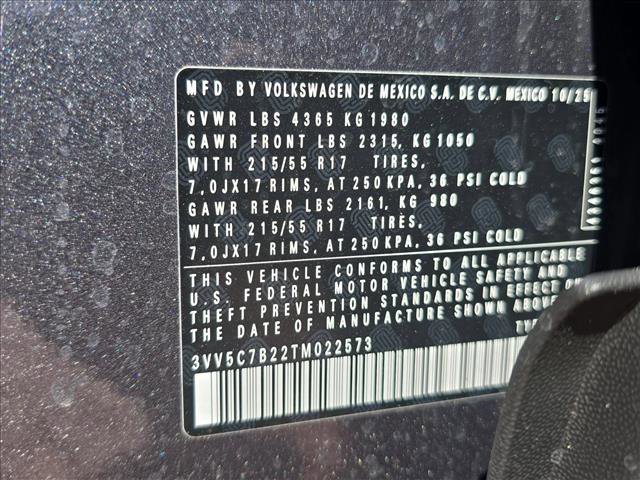 MFD BY VOLKSWAGEN DE MEXICO S.A. DE C.V. MEXICO 10/25
GVWR LBS 4365 KG 1980
GAWR FRONT LBS 2315, KG 1050
WITH 215/55 R17 TIRES,
7,0JX17 RIMS, AT 250 KPA, 36 PSI COLD
GAWR REAR LBS 2161, KG 980
WITH 215/55 R17 TIRES,
7,0JX17 RIMS, AT 250 KPA, 36 PSI COLD
THIS VEHICLE CONFORMS TO ALL APPLICABLE
U.S. FEDERAL MOTOR VEHICLE SAFETY AND
THEFT PREVENTION STANDARDS IN EFFECT ON
THE DATE OF MANUFACTURE SHOWN ABOVE
3VV5C7B22TM022573